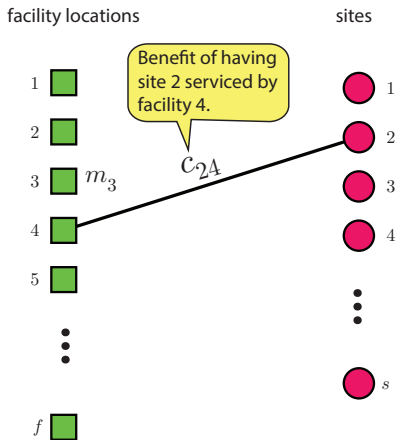 facility locations
sites
Benefit of having
site 2 serviced by
facility 4.
1
1
2
2
3
m₃
c₂₄
3
4
4
5
s
f